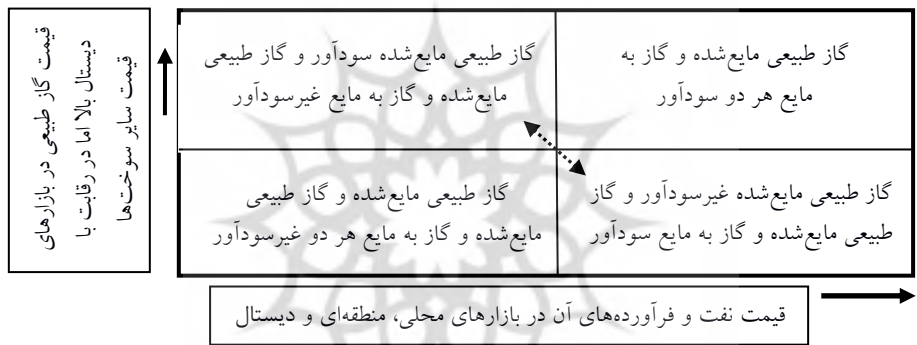 گاز طبیعی مایع‌شده و گاز به
مایع هر دو سودآور
گاز طبیعی مایع‌شده سودآور و گاز طبیعی
مایع‌شده و گاز به مایع غیرسودآور
گاز طبیعی مایع‌شده غیرسودآور و گاز
طبیعی مایع‌شده و گاز به مایع سودآور
گاز طبیعی مایع‌شده و گاز طبیعی
مایع‌شده و گاز به مایع هر دو غیرسودآور
قیمت گاز طبیعی در بازارهای
دیستال بالا اما در رقابت با
قیمت سایر سوخت‌ها
قیمت نفت و فرآورده‌های آن در بازارهای محلی، منطقه‌ای و دیستال